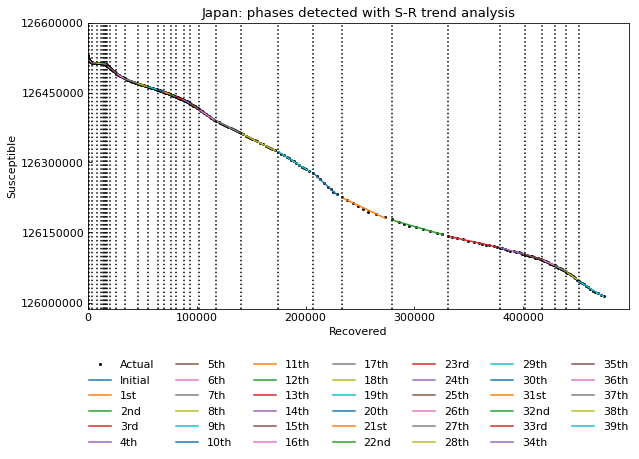 Japan: phases detected with S-R trend analysis
126600000
126450000
126300000
126150000
126000000
Susceptible
0 100000 200000 300000 400000
Recovered
Actual 5th 11th 17th 23rd 29th 35th
Initial 6th 12th 18th 24th 30th 36th
1st 7th 13th 19th 25th 31st 37th
2nd 8th 14th 20th 26th 32nd 38th
3rd 9th 15th 21st 27th 33rd 39th
4th 10th 16th 22nd 28th 34th